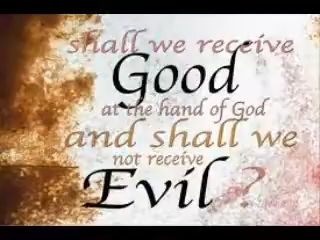 shall we receive
Good
at the hand of God
and shall we
not receive
Evil ?